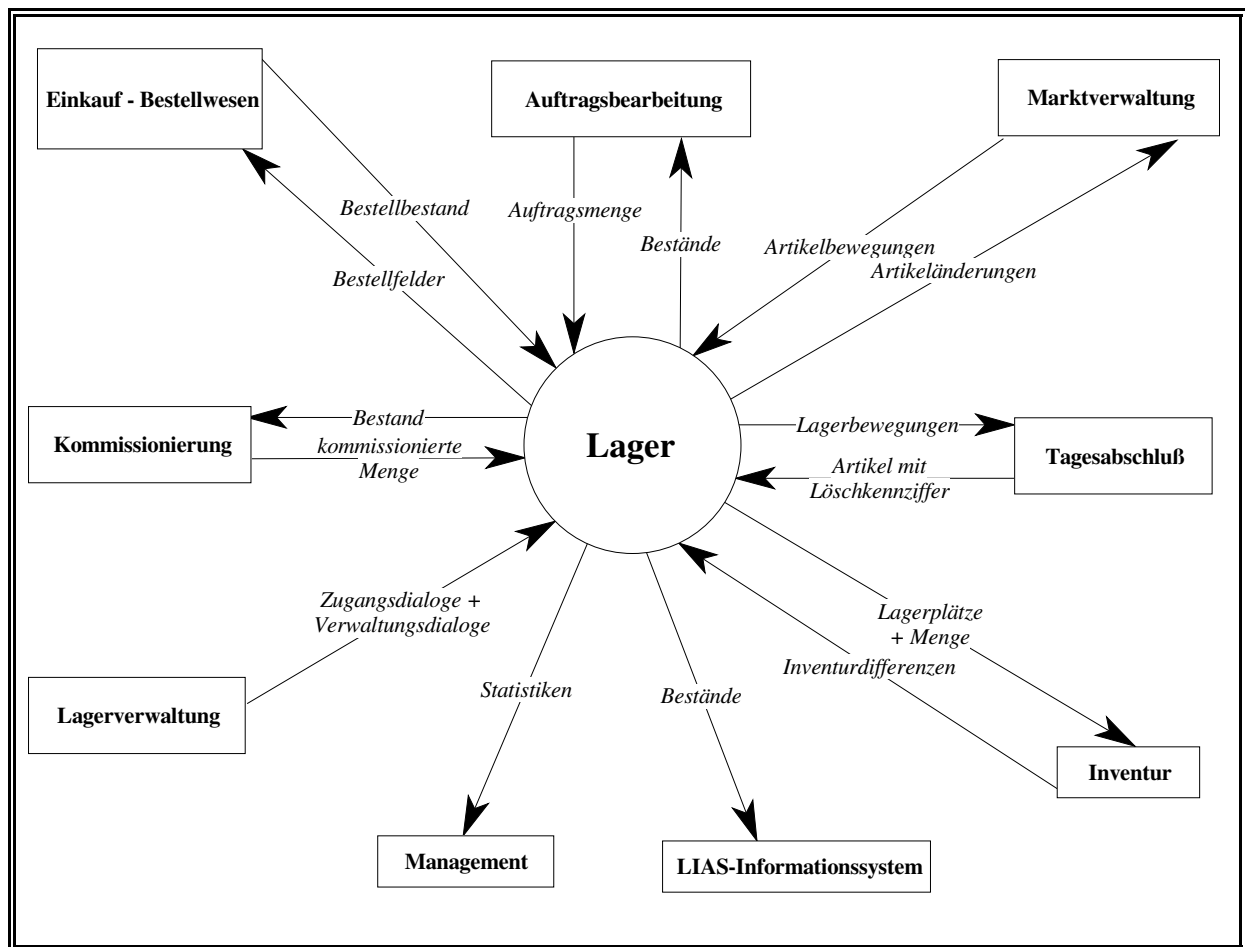 Einkauf - Bestellwesen
Auftragsbearbeitung
Marktverwaltung
Bestellbestand
Auftragsmenge
Bestände
Artikelbewegungen
Artikeländerungen
Bestellfelder
Kommissionierung
Bestand
kommissionierte
Menge
Lager
Lagerbewegungen
Artikel mit
Löschkennziffer
Tagesabschluß
Zugangsdialoge +
Verwaltungsdialoge
Lagerplätze
+ Menge
Inventurdifferenzen
Statistiken
Bestände
Lagerverwaltung
Inventur
Management
LIAS-Informationssystem